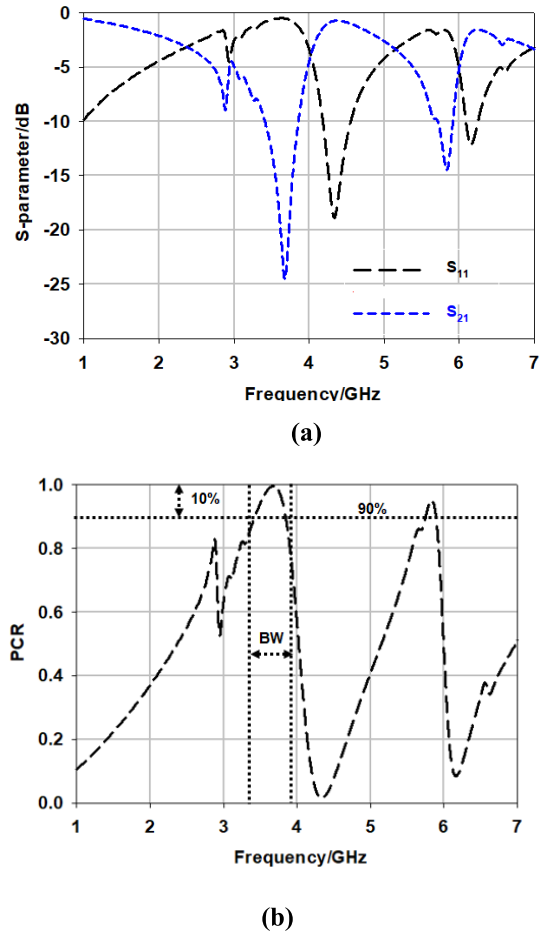 0
-5
-10
-15
-20
-25
-30
S-parameter/dB
S11
S21
1 2 3 4 5 6 7
Frequency/GHz
(a)
1.0
0.8
0.6
0.4
0.2
0.0
PCR
10%
90%
BW
1 2 3 4 5 6 7
Frequency/GHz
(b)